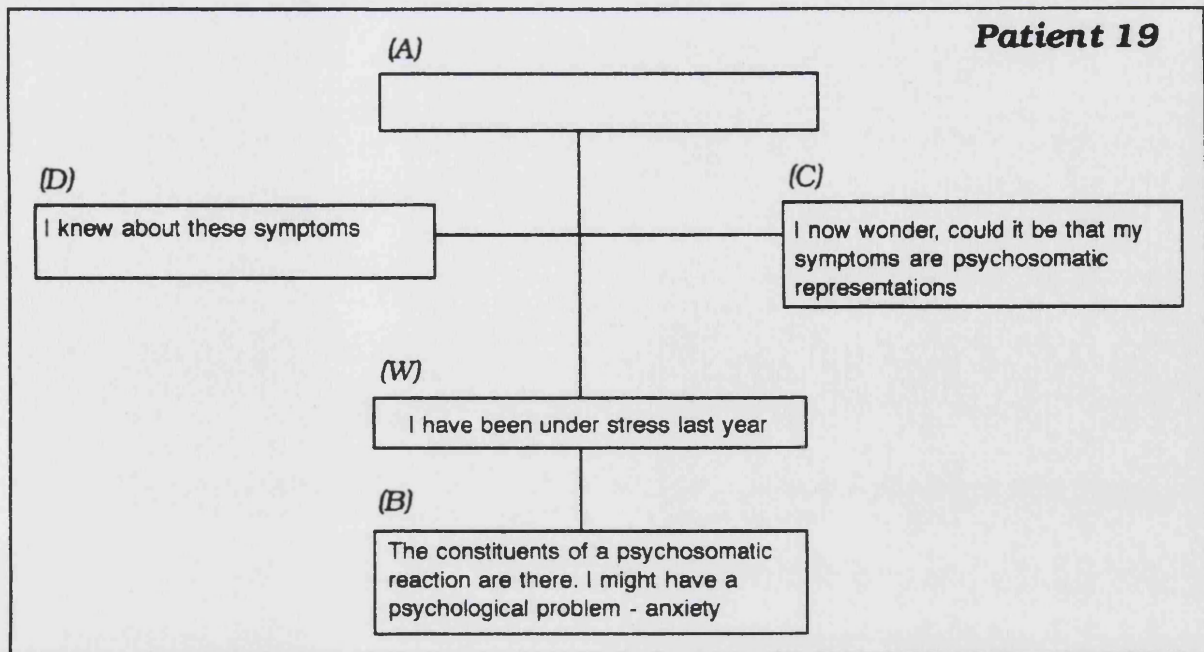 Patient 19
(A)
(D)
I knew about these symptoms
(C)
I now wonder, could it be that my
symptoms are psychosomatic
representations
(W)
I have been under stress last year
(B)
The constituents of a psychosomatic
reaction are there. I might have a
psychological problem - anxiety